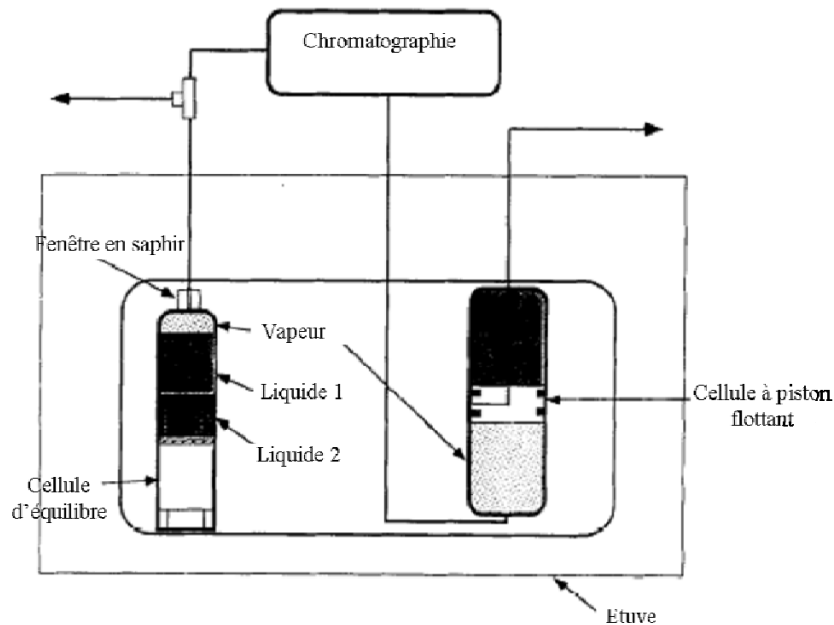 Chromatographie
Fenêtre en saphir
Vapeur
Liquide 1
Cellule à piston
flottant
Liquide 2
Cellule
d'équilibre
Etuve